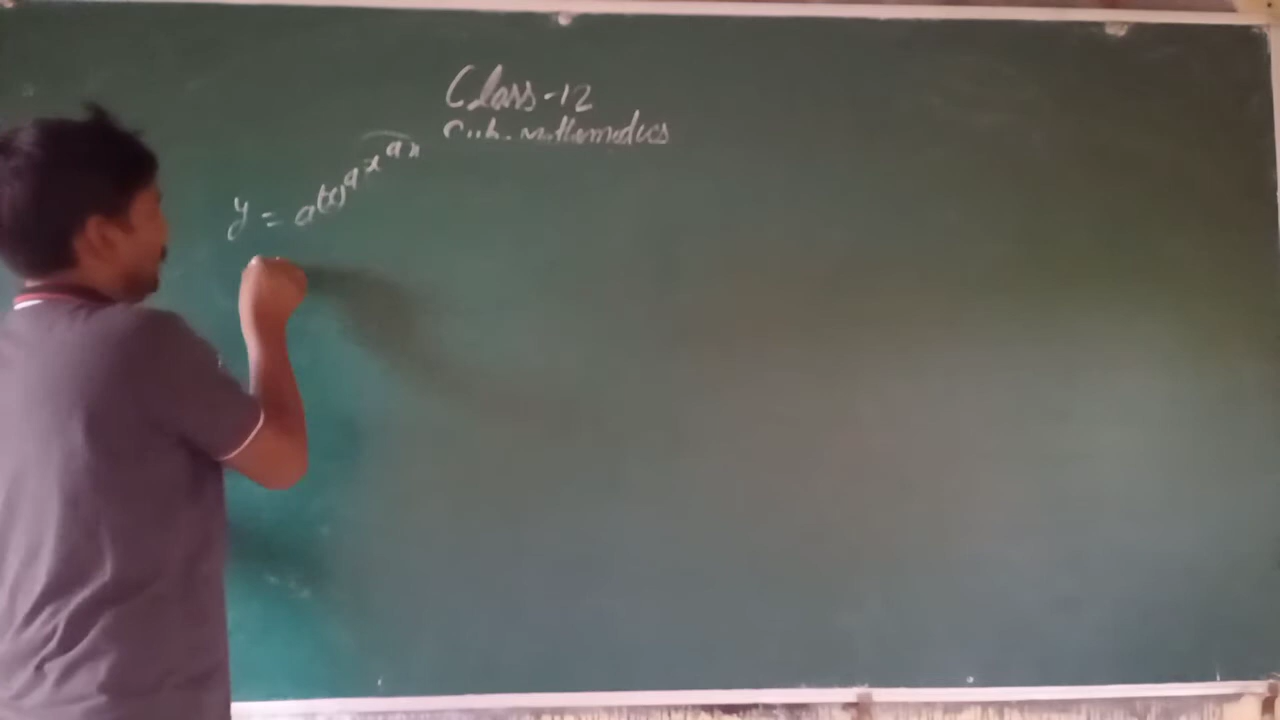 Class-12
Sub. mathematics
y = a^(x)^a^x^a^x